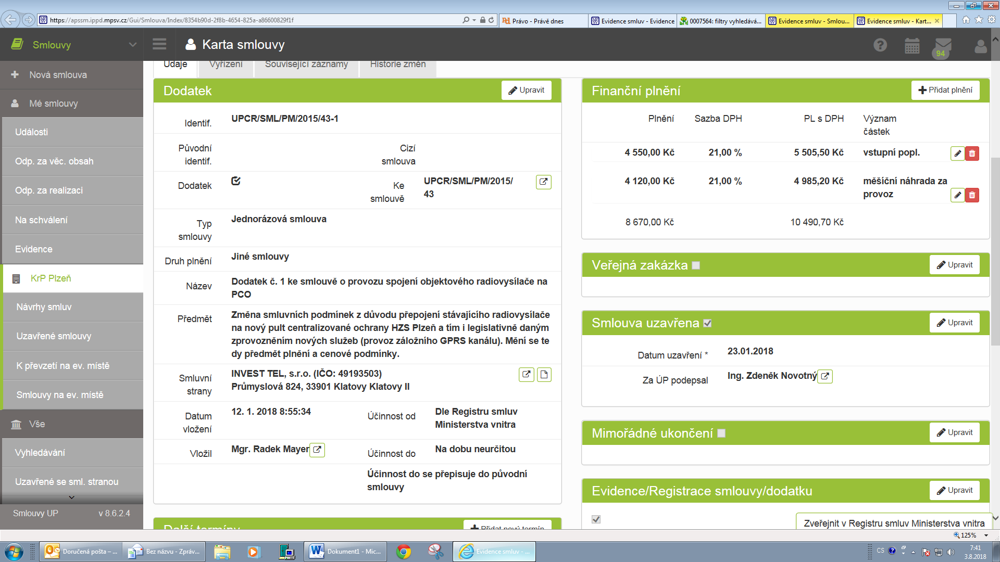 https://apssm.ippd.mpsv.cz/Gui/Smlouva/Index/8354b90d-2f8b-4654-825a-a86600829f1f
Právo - Právě dnes
Evidence smluv - Evidence
0007564: filtry vyhledává...
Evidence smluv - Smlou...
Evidence smluv - Kart...
Smlouvy
Karta smlouvy
94
Nová smlouva
Mé smlouvy
Události
Odp. za věc. obsah
Odp. za realizaci
Na schválení
Evidence
KrP Plzeň
Návrhy smluv
Uzavřené smlouvy
K převzetí na ev. místě
Smlouvy na ev. místě
Vše
Vyhledávání
Uzavřené se sml. stranou
Smlouvy UP v 8.6.2.4
Údaje Vyřízení Související záznamy Historie změn
Dodatek Upravit
Identif. UPCR/SML/PM/2015/43-1
Původní identif. Cizí smlouva
Dodatek Ke smlouvě UPCR/SML/PM/2015/
43
Typ smlouvy Jednorázová smlouva
Druh plnění Jiné smlouvy
Název Dodatek č. 1 ke smlouvě o provozu spojení objektového radiovysílače na
PCO
Předmět Změna smluvních podmínek z důvodu přepojení stávajícího radiovysílače
na nový pult centralizované ochrany HZS Plzeň a tím i legislativně daným
zprovozněním nových služeb (provoz záložního GPRS kanálu). Mění se te
dy předmět plnění a cenové podmínky.
Smluvní strany INVEST TEL, s.r.o. (IČO: 49193503)
Průmyslová 824, 33901 Klatovy Klatovy II
Datum vložení 12. 1. 2018 8:55:34 Účinnost od Dle Registru smluv
Ministerstva vnitra
Vložil Mgr. Radek Mayer Účinnost do Na dobu neurčitou
Účinnost do se přepisuje do původní
smlouvy
Další termíny Přidat nový termín
Finanční plnění Přidat plnění
Plnění Sazba DPH PL s DPH Význam
částek
4 550,00 Kč 21,00 % 5 505,50 Kč vstupní popl.
4 120,00 Kč 21,00 % 4 985,20 Kč měšíční náhrada za
provoz
8 670,00 Kč 10 490,70 Kč
Veřejná zakázka Upravit
Smlouva uzavřena Upravit
Datum uzavření * 23.01.2018
Za ÚP podepsal Ing. Zdeněk Novotný
Mimořádné ukončení Upravit
Evidence/Registrace smlouvy/dodatku Upravit
Zveřejnit v Registru smluv Ministerstva vnitra
125%
Doručená pošta – ...
Bez názvu - Zpráv...
Dokument1 - Mic...
Evidence smluv - ...
CS
7:41
3.8.2018